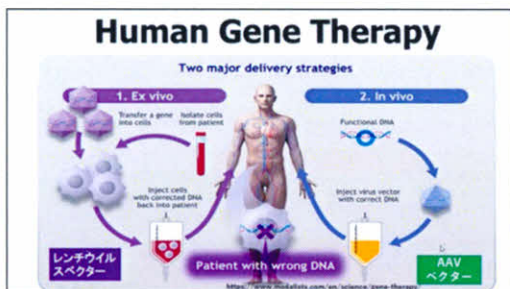 Human Gene Therapy
Two major delivery strategies
1. Ex vivo
Transfer a gene
into cells
Isolate cells
from patient
Inject cells
with corrected DNA
back into patient
レンチウイル
スベクター
Patient with wrong DNA
2. In vivo
Functional DNA
Inject virus vector
with correct DNA
AAV
ベクター